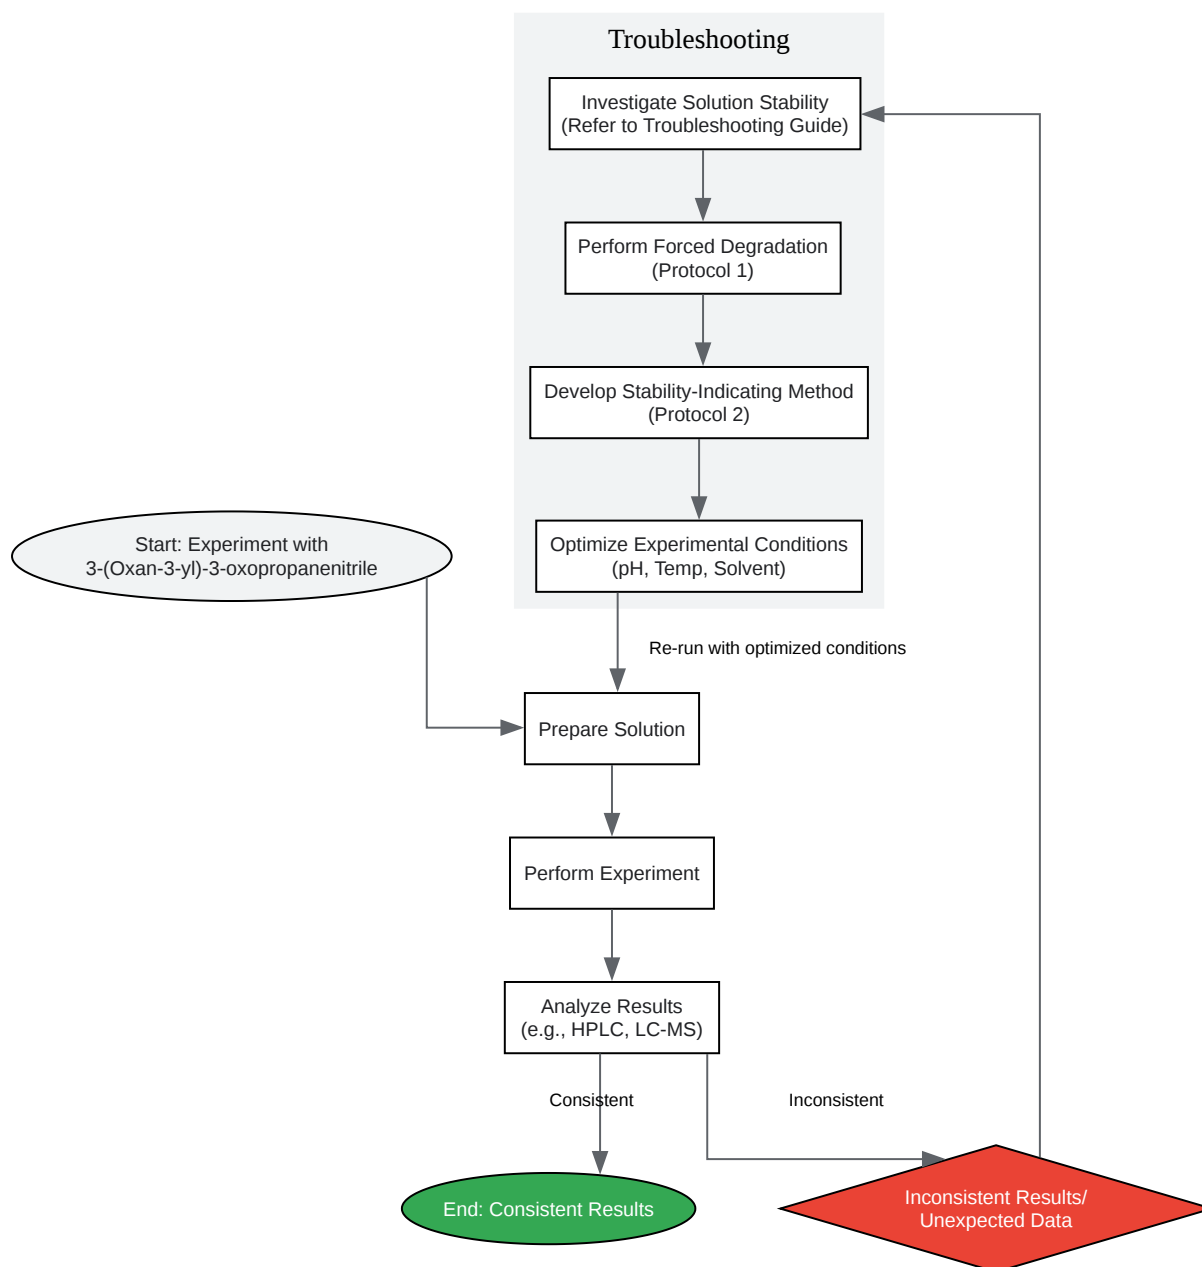 Troubleshooting
Investigate Solution Stability
(Refer to Troubleshooting Guide)
Perform Forced Degradation
(Protocol 1)
Develop Stability-Indicating Method
(Protocol 2)
Optimize Experimental Conditions
(pH, Temp, Solvent)
Start: Experiment with
3-(Oxan-3-yl)-3-oxopropanenitrile
Re-run with optimized conditions
Prepare Solution
Perform Experiment
Analyze Results
(e.g., HPLC, LC-MS)
Consistent
Inconsistent
End: Consistent Results
Inconsistent Results/
Unexpected Data